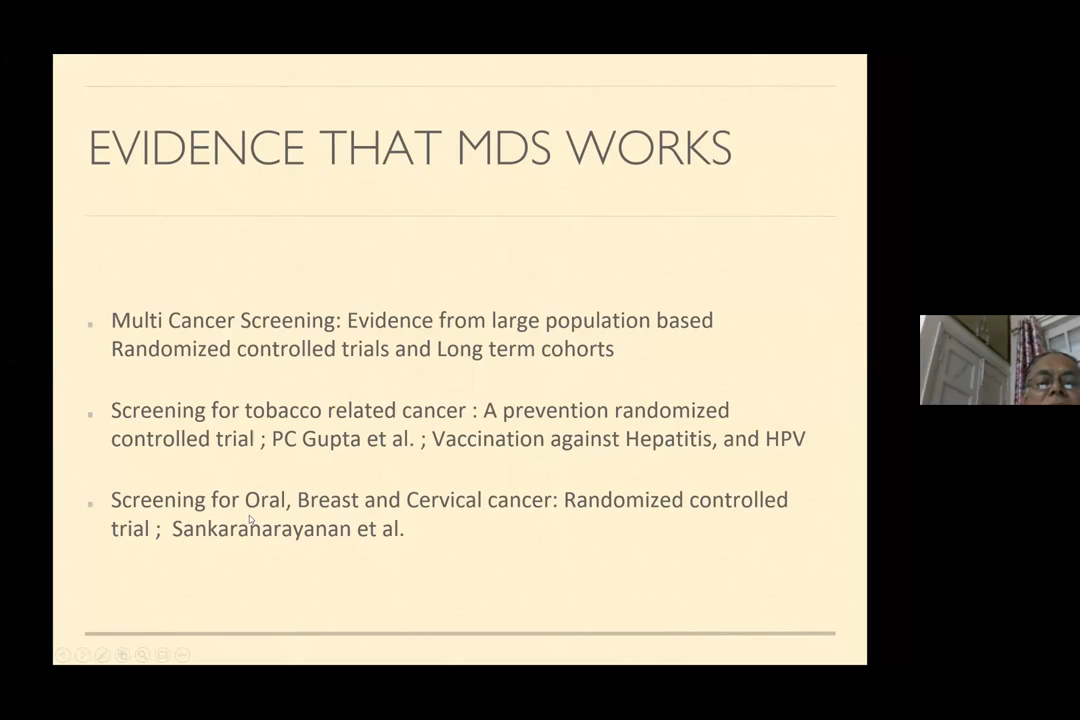 EVIDENCE THAT MDS WORKS
Multi Cancer Screening: Evidence from large population based
Randomized controlled trials and Long term cohorts
Screening for tobacco related cancer : A prevention randomized
controlled trial ; PC Gupta et al. ; Vaccination against Hepatitis, and HPV
Screening for Oral, Breast and Cervical cancer: Randomized controlled
trial ; Sankaranarayanan et al.